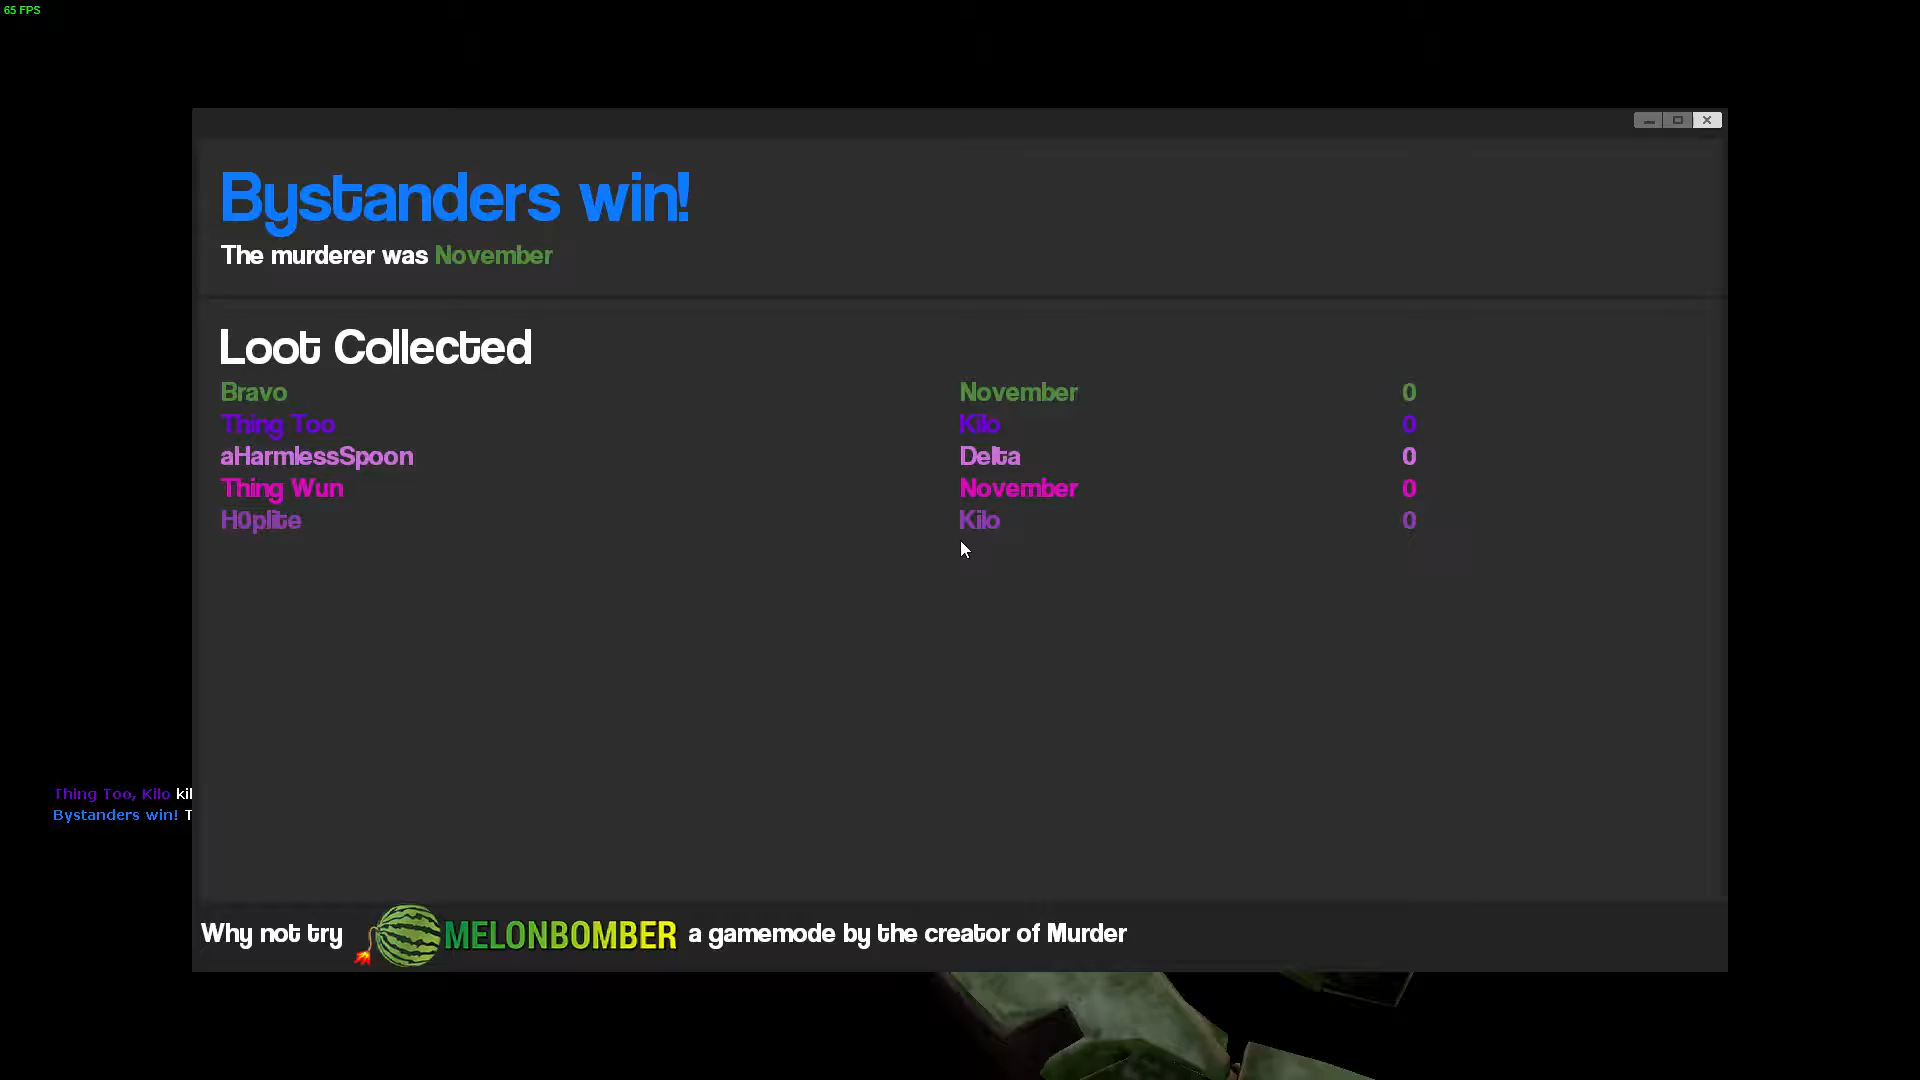 65 FPS
Bystanders win!
The murderer was November
Loot Collected
Bravo November 0
Thing Too Kilo 0
aHarmlessSpoon Delta 0
Thing Wun November 0
H0plite Kilo 0
Thing Too, Kilo kil
Bystanders win! T
Why not try MELONBOMBER a gamemode by the creator of Murder